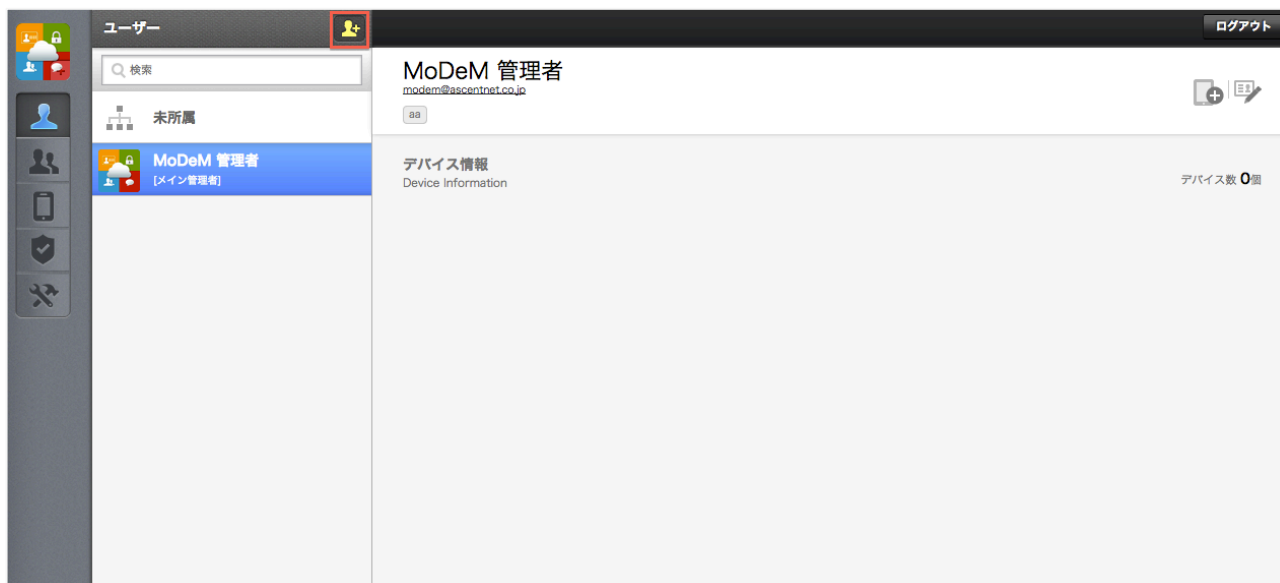 ユーザー
ログアウト
検索
未所属
MoDeM 管理者
[メイン管理者]
MoDeM 管理者
modem@ascentnet.co.jp
aa
デバイス情報
Device Information
デバイス数 0個